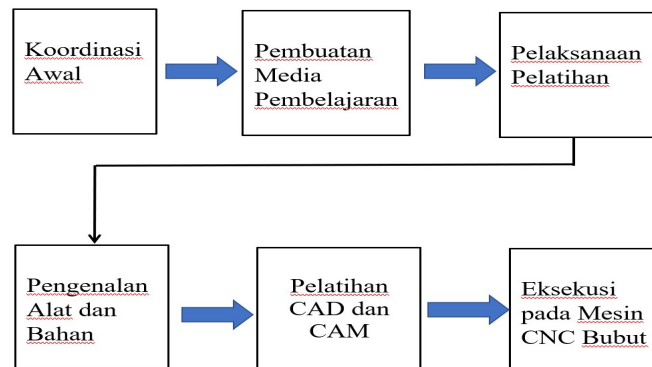 Koordinasi
Awal
Pembuatan
Media
Pembelajaran
Pelaksanaan
Pelatihan
Pengenalan
Alat dan
Bahan
Pelatihan
CAD dan
CAM
Eksekusi
pada Mesin
CNC Bubut